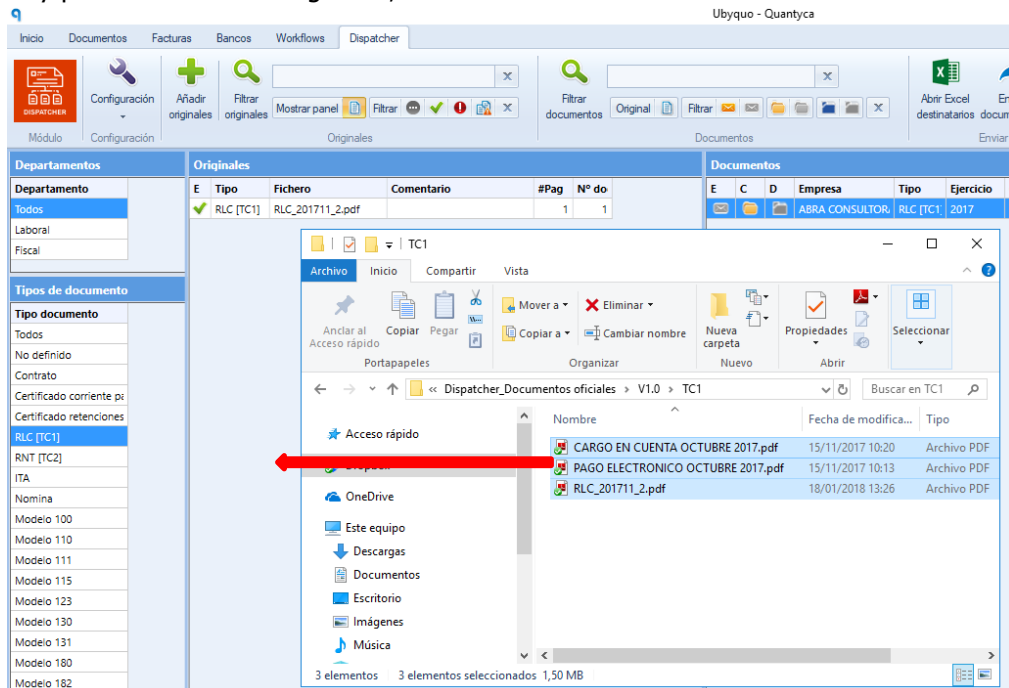 Ubyquo - Quantyca
Inicio Documentos Facturas Bancos Workflows Dispatcher
DISPATCHER
Configuración
Añadir originales
Filtrar originales
Mostrar panel Filtrar
Filtrar documentos
Original Filtrar
Abrir Excel destinatarios
Módulo Configuración Originales Documentos Enviar
Departamentos
Departamento
Todos
Laboral
Fiscal
Tipos de documento
Tipo documento
Todos
No definido
Contrato
Certificado corriente pa
Certificado retenciones
RLC [TC1]
RNT [TC2]
ITA
Nomina
Modelo 100
Modelo 110
Modelo 111
Modelo 115
Modelo 123
Modelo 130
Modelo 131
Modelo 180
Modelo 182
Originales
E Tipo Fichero Comentario #Pag Nº do
RLC [TC1] RLC_201711_2.pdf 1 1
Documentos
E C D Empresa Tipo Ejercicio
ABRA CONSULTOR RLC [TC1 2017
TC1
Archivo Inicio Compartir Vista
Anclar al Acceso rápido
Copiar
Pegar
Mover a
Copiar a
Eliminar
Cambiar nombre
Nueva carpeta
Propiedades
Seleccionar
Portapapeles Organizar Nuevo Abrir
« Dispatcher_Documentos oficiales > V1.0 > TC1
Buscar en TC1
Acceso rápido
OneDrive
Este equipo
Descargas
Documentos
Escritorio
Imágenes
Música
Nombre Fecha de modifica... Tipo
CARGO EN CUENTA OCTUBRE 2017.pdf 15/11/2017 10:20 Archivo PDF
PAGO ELECTRONICO OCTUBRE 2017.pdf 15/11/2017 10:13 Archivo PDF
RLC_201711_2.pdf 18/01/2018 13:26 Archivo PDF
3 elementos 3 elementos seleccionados 1,50 MB